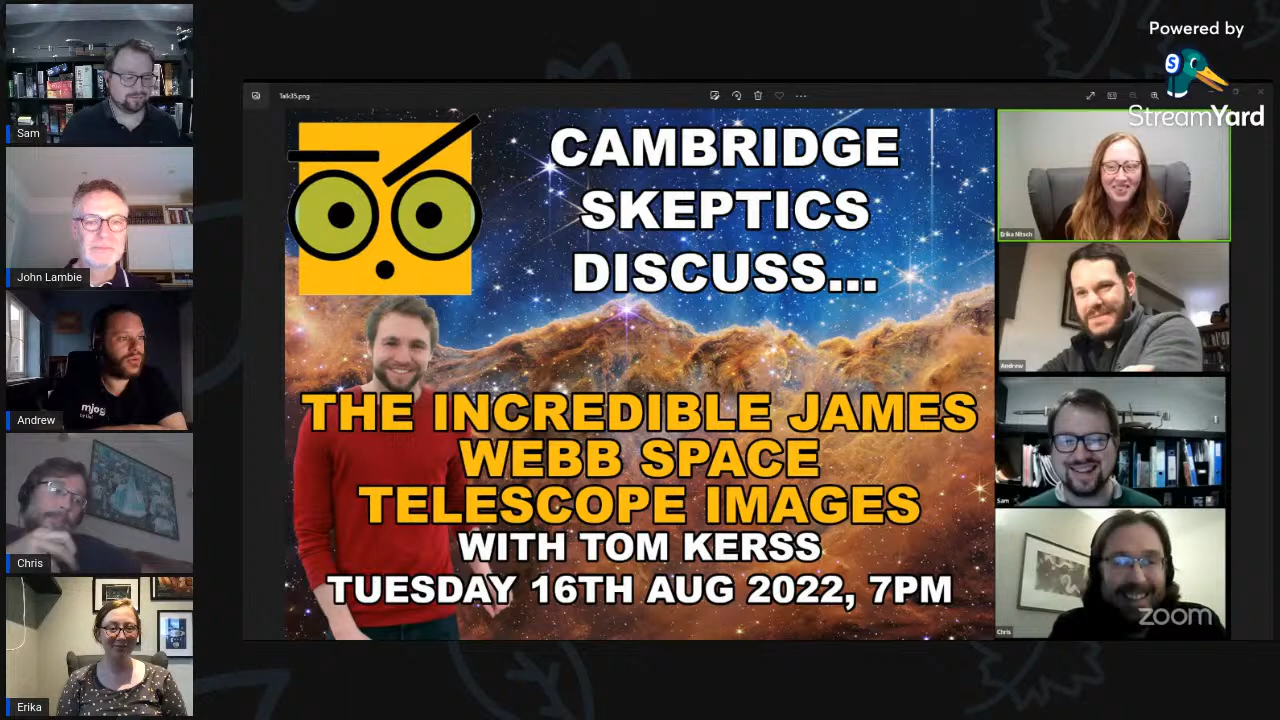 Powered by
StreamYard
S
Talk35.png
CAMBRIDGE
SKEPTICS
DISCUSS...
THE INCREDIBLE JAMES
WEBB SPACE
TELESCOPE IMAGES
WITH TOM KERSS
TUESDAY 16TH AUG 2022, 7PM
Erika Nitsch
Andrew
Sam
Chris
zoom
Sam
John Lambie
Andrew
mjog
Chris
Erika